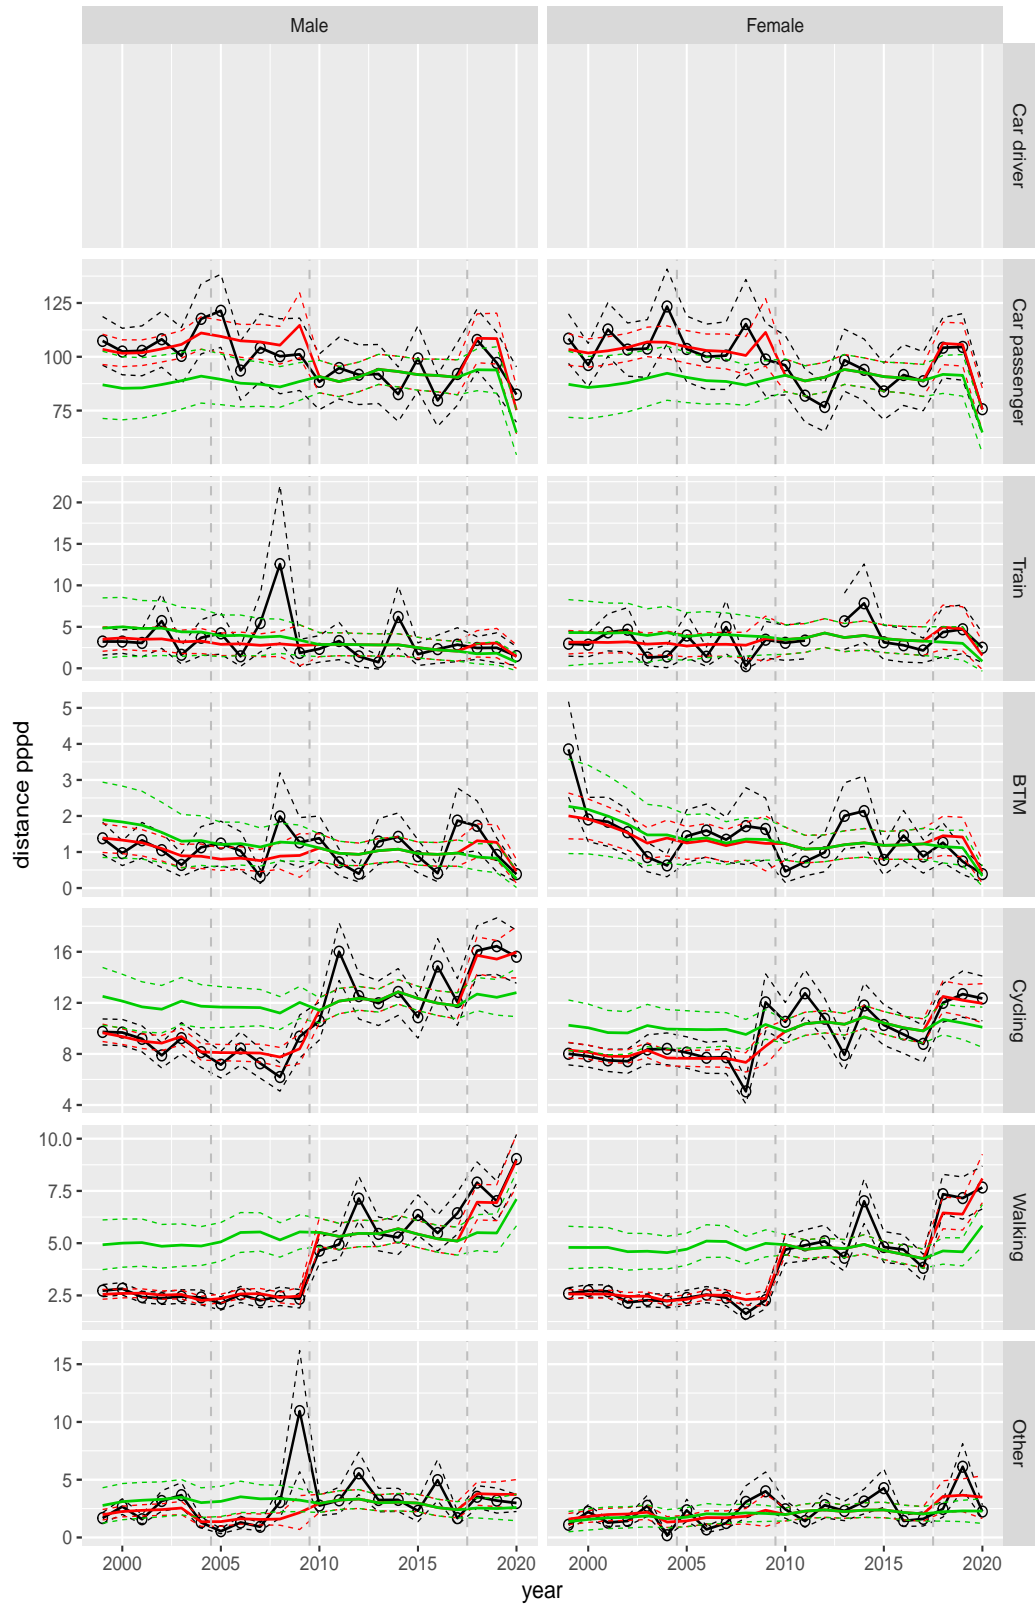 Male Female
Car driver
125
100
75
Car passenger
20
15
10
5
0
Train
5
4
3
2
1
0
BTM
16
12
8
4
Cycling
10.0
7.5
5.0
2.5
Walking
15
10
5
0
Other
2000 2005 2010 2015 2020 2000 2005 2010 2015 2020
year
distance pppd